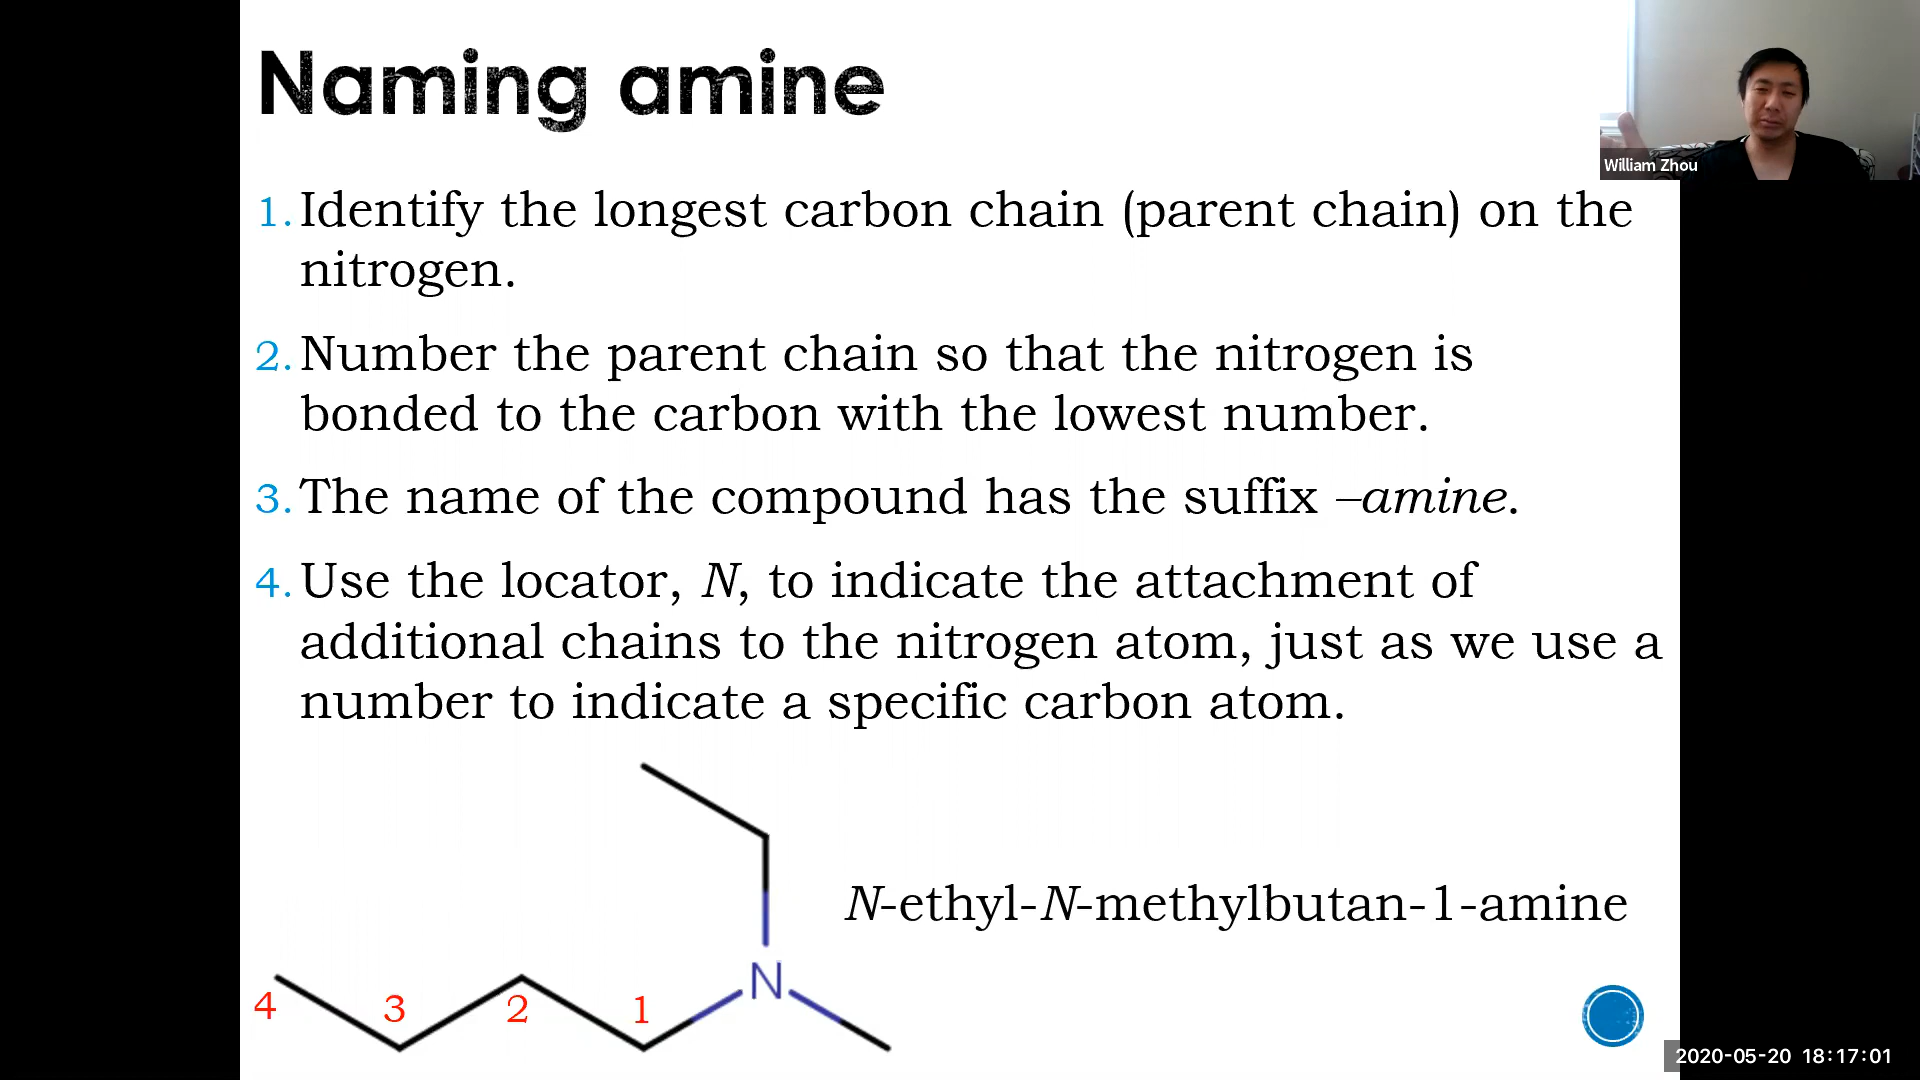 Naming amine
William Zhou
1. Identify the longest carbon chain (parent chain) on the
nitrogen.
2. Number the parent chain so that the nitrogen is
bonded to the carbon with the lowest number.
3. The name of the compound has the suffix –amine.
4. Use the locator, N, to indicate the attachment of
additional chains to the nitrogen atom, just as we use a
number to indicate a specific carbon atom.
N-ethyl-N-methylbutan-1-amine
N
4 3 2 1
2020-05-20 18:17:01